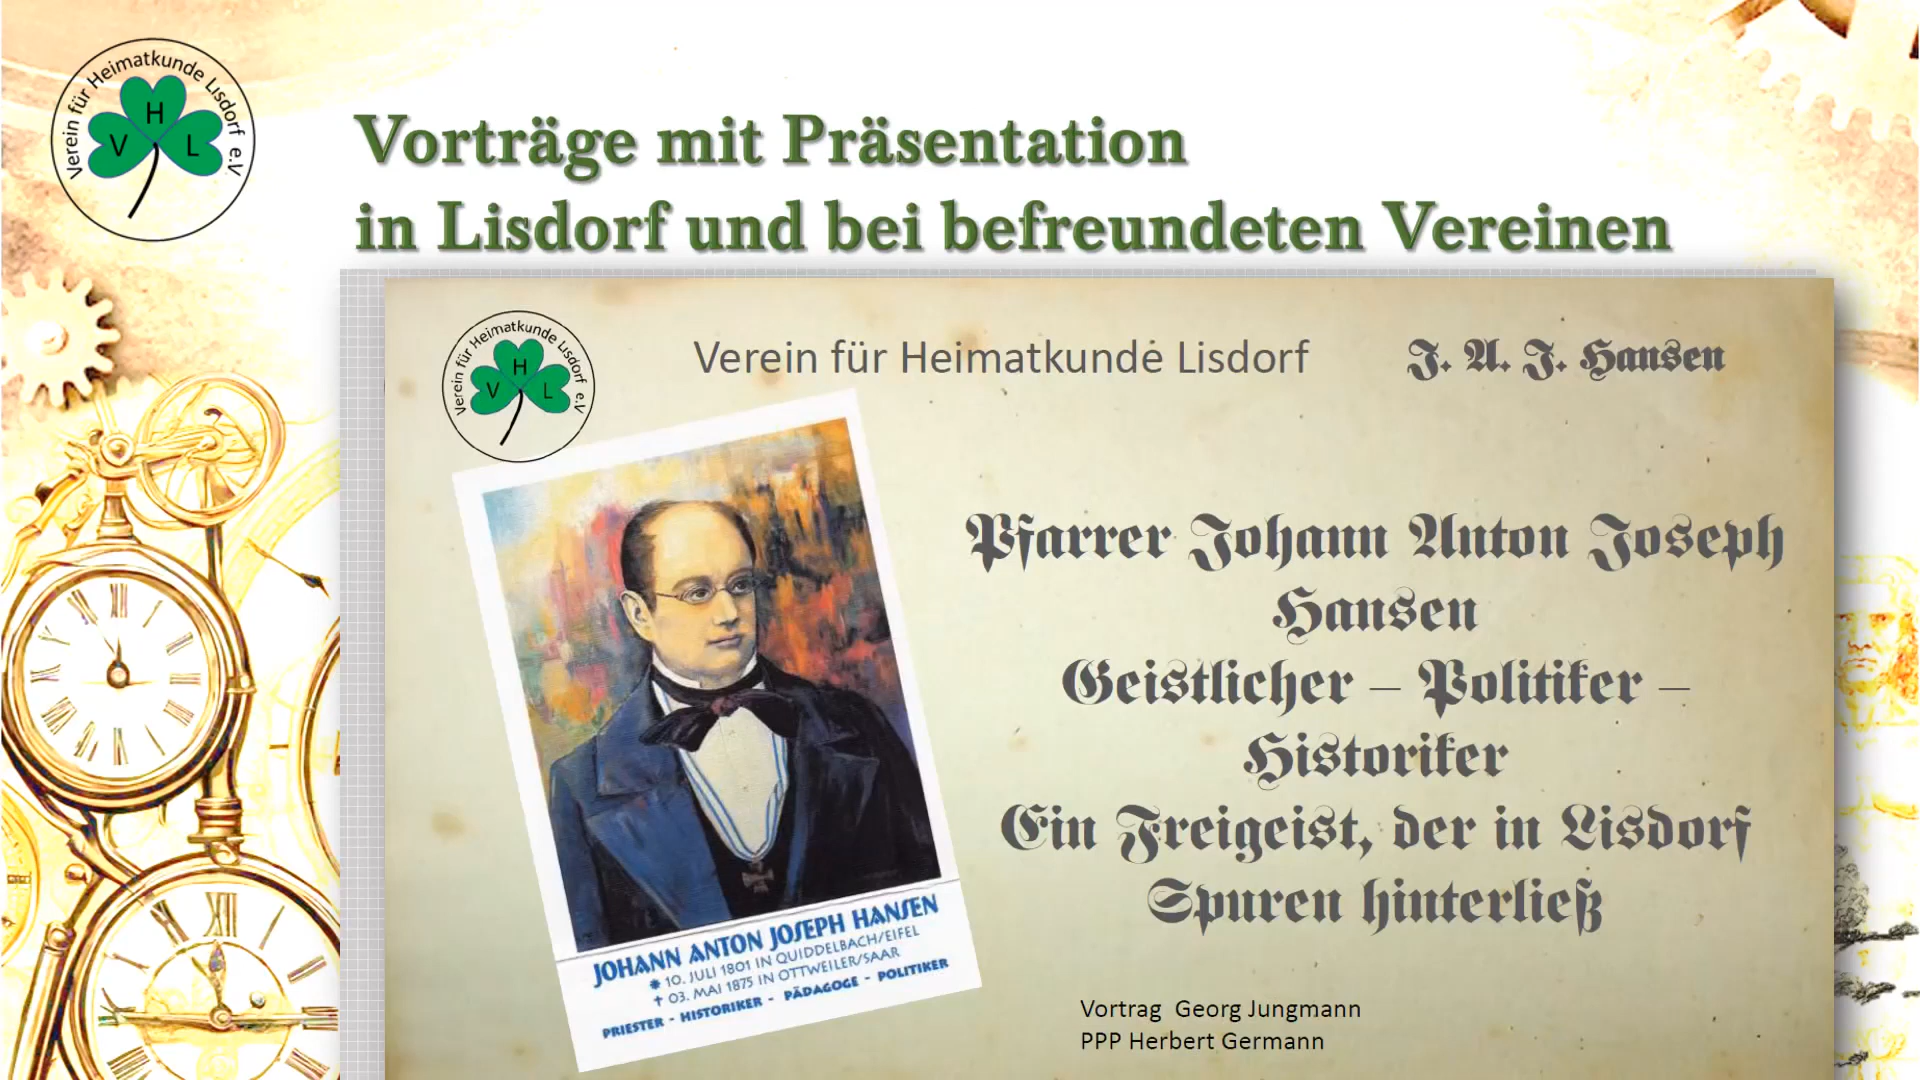 Verein für Heimatkunde Lisdorf e.V.
V H L
Vorträge mit Präsentation
in Lisdorf und bei befreundeten Vereinen
Verein für Heimatkunde Lisdorf e.V
V H L
Verein für Heimatkunde Lisdorf
J. A. J. Hansen
Pfarrer Johann Anton Joseph
Hansen
Geistlicher – Politiker –
Historiker
Ein Freigeist, der in Lisdorf
Spuren hinterließ
JOHANN ANTON JOSEPH HANSEN
* 10. JULI 1801 IN QUIDDELBACH/EIFEL
† 03. MAI 1875 IN OTTWEILER/SAAR
PRIESTER - HISTORIKER - PÄDAGOGE - POLITIKER
Vortrag Georg Jungmann
PPP Herbert Germann